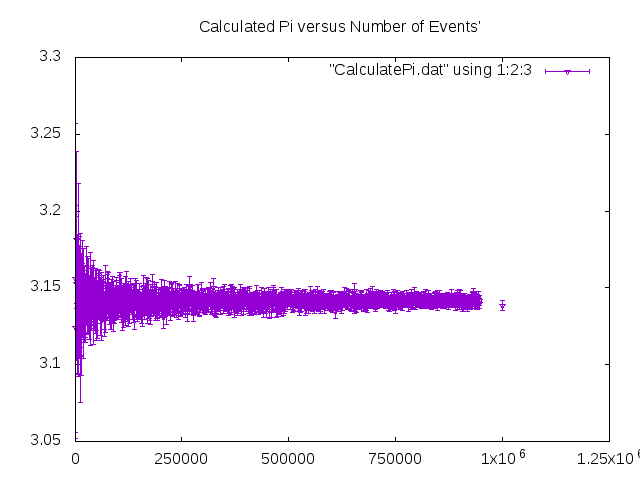 Calculated Pi versus Number of Events'
"CalculatePi.dat" using 1:2:3
3.3
3.25
3.2
3.15
3.1
3.05
0 250000 500000 750000 1x10^6 1.25x10^6